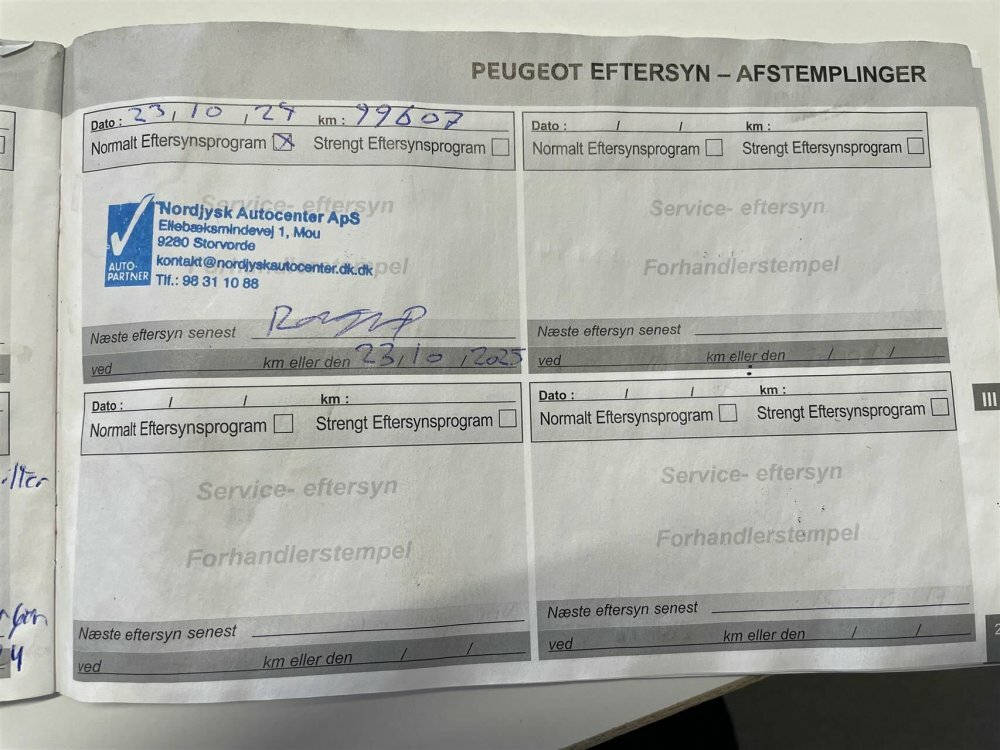 PEUGEOT EFTERSYN – AFSTEMPLINGER
Dato : 23, 10 , 24 km : 99607
Normalt Eftersynsprogram Strengt Eftersynsprogram
Service- eftersyn
Nordjysk Autocenter ApS
Ellebæksmindevej 1, Mou
9280 Storvorde
kontakt@nordjyskautocenter.dk.dk
Tlf.: 98 31 10 88
AUTO-
PARTNER
Næste eftersyn senest
ved km eller den 23,10 ,2025
Dato : / / km :
Normalt Eftersynsprogram Strengt Eftersynsprogram
Service- eftersyn
Forhandlerstempel
Næste eftersyn senest
ved km eller den / /
Dato : / / km :
Normalt Eftersynsprogram Strengt Eftersynsprogram
Service- eftersyn
Forhandlerstempel
Næste eftersyn senest
ved km eller den / /
Dato : / / km :
Normalt Eftersynsprogram Strengt Eftersynsprogram
Service- eftersyn
Forhandlerstempel
Næste eftersyn senest
ved km eller den / /
III